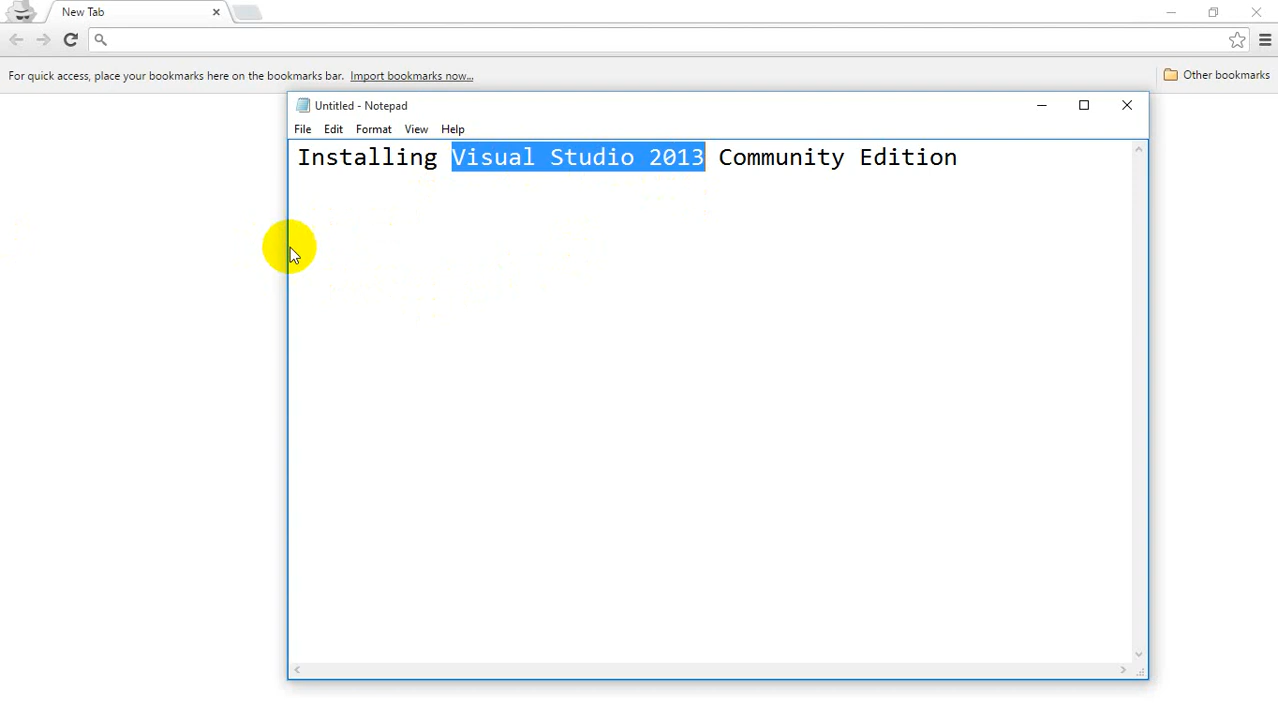 New Tab
For quick access, place your bookmarks here on the bookmarks bar. Import bookmarks now... Other bookmarks
Untitled - Notepad
File Edit Format View Help
Installing Visual Studio 2013 Community Edition